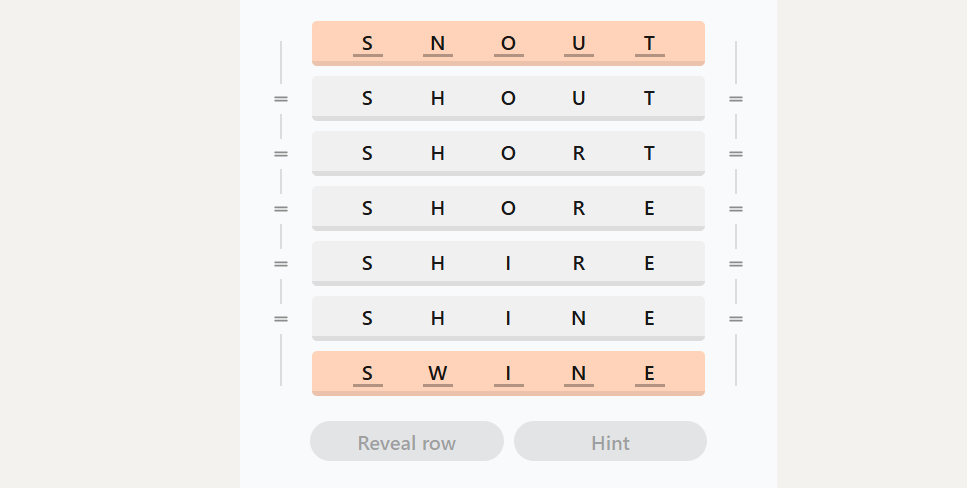 S N O U T
S H O U T
S H O R T
S H O R E
S H I R E
S H I N E
S W I N E
Reveal row Hint